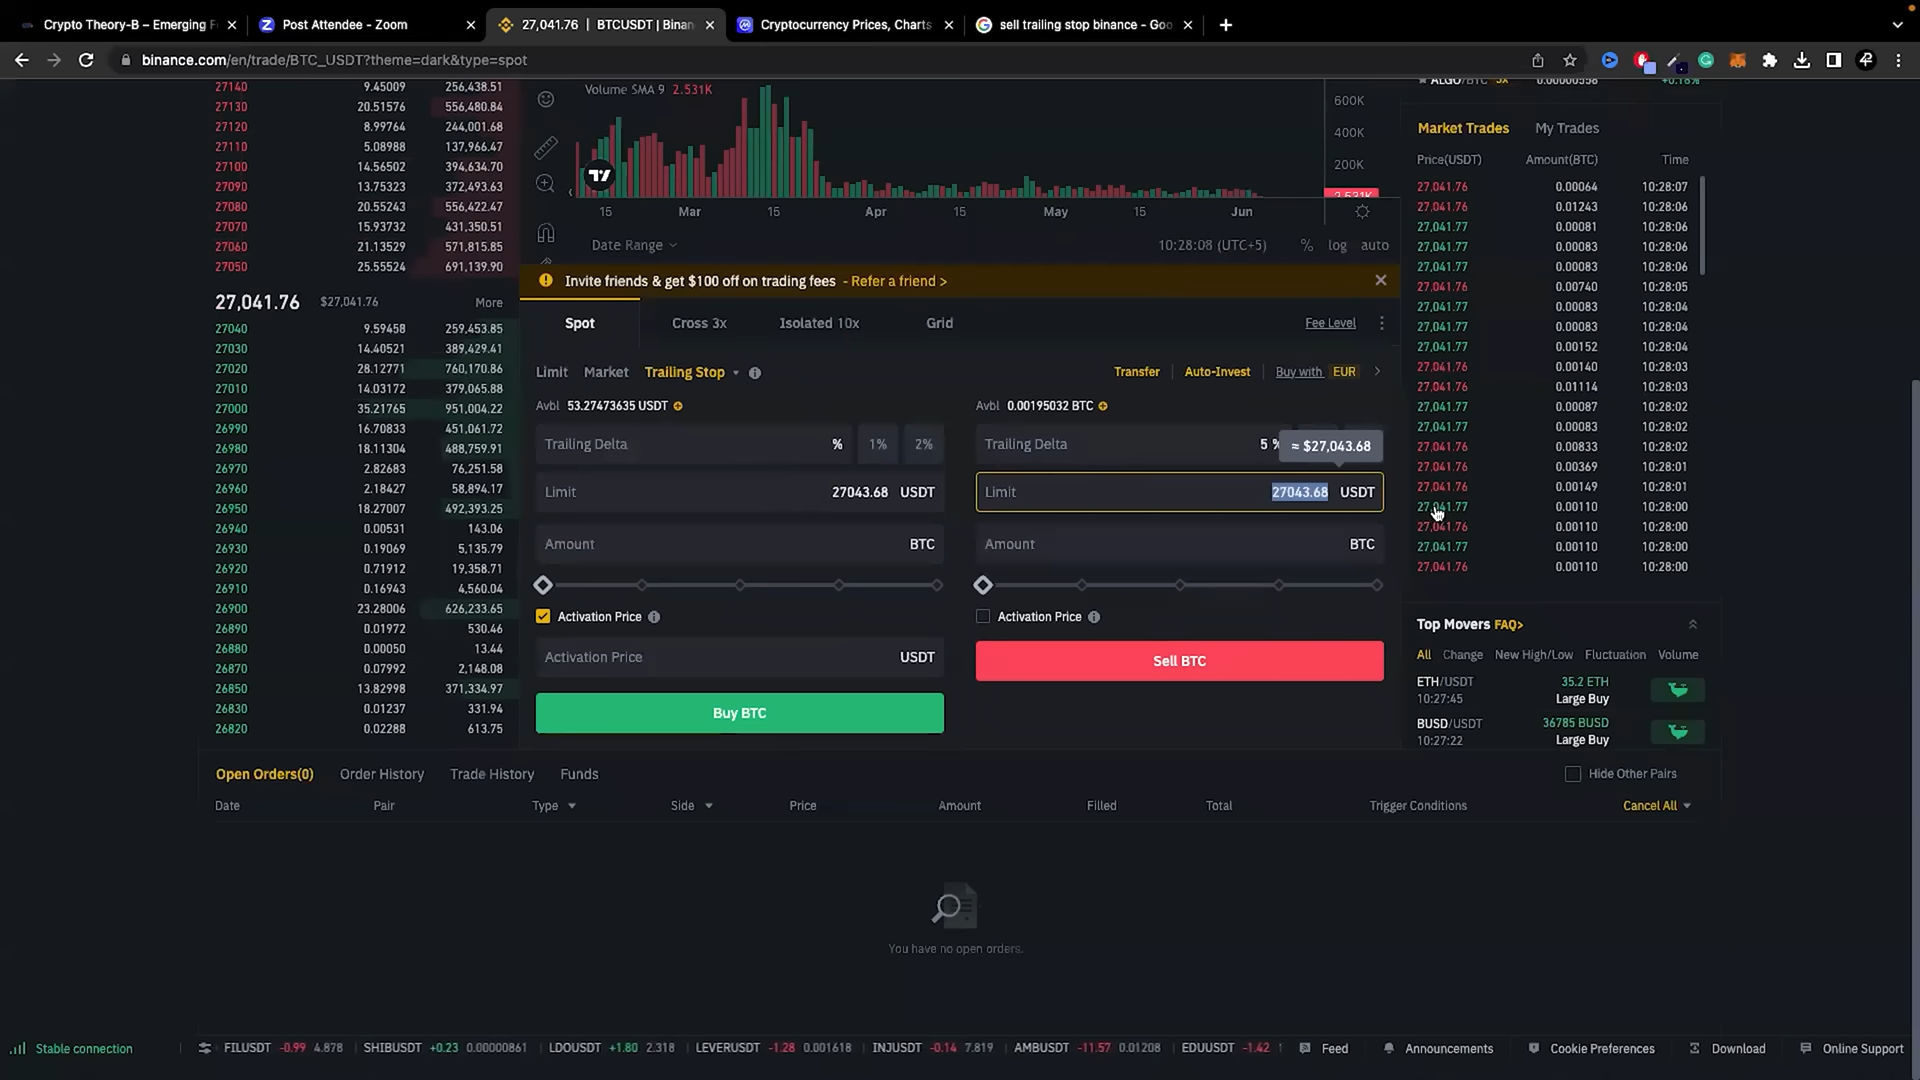 Crypto Theory-B – Emerging F
Post Attendee - Zoom
27,041.76 | BTCUSDT | Binan
Cryptocurrency Prices, Charts
sell trailing stop binance - Goo
binance.com/en/trade/BTC_USDT?theme=dark&type=spot
27140 9.45009 256,438.51
27130 20.51576 556,480.84
27120 8.99764 244,001.68
27110 5.08988 137,966.47
27100 14.56502 394,634.70
27090 13.75323 372,493.63
27080 20.55243 556,422.47
27070 15.93732 431,350.51
27060 21.13529 571,815.85
27050 25.55524 691,139.90
27,041.76 $27,041.76 More
27040 9.59458 259,453.85
27030 14.40521 389,429.41
27020 28.12771 760,170.86
27010 14.03172 379,065.88
27000 35.21765 951,004.22
26990 16.70833 451,061.72
26980 18.11304 488,759.91
26970 2.82683 76,251.58
26960 2.18427 58,894.17
26950 18.27007 492,393.25
26940 0.00531 143.06
26930 0.19069 5,135.79
26920 0.71912 19,358.71
26910 0.16943 4,560.04
26900 23.28006 626,233.65
26890 0.01972 530.46
26880 0.00050 13.44
26870 0.07992 2,148.08
26850 13.82998 371,334.97
26830 0.01237 331.94
26820 0.02288 613.75
Volume SMA 9 2.531K
600K
400K
200K
2.531K
15 Mar 15 Apr 15 May 15 Jun
Date Range 10:28:08 (UTC+5) % log auto
Invite friends & get $100 off on trading fees - Refer a friend >
Spot Cross 3x Isolated 10x Grid Fee Level
Limit Market Trailing Stop Transfer Auto-Invest Buy with EUR
Avbl 53.27473635 USDT
Trailing Delta % 1% 2%
Limit 27043.68 USDT
Amount BTC
Activation Price
Activation Price USDT
Buy BTC
Avbl 0.00195032 BTC
Trailing Delta 5 %
≈ $27,043.68
Limit 27043.68 USDT
Amount BTC
Activation Price
Sell BTC
ALGO/BTC 5x 0.00000558 +0.18%
Market Trades My Trades
Price(USDT) Amount(BTC) Time
27,041.76 0.00064 10:28:07
27,041.76 0.01243 10:28:06
27,041.77 0.00081 10:28:06
27,041.77 0.00083 10:28:06
27,041.77 0.00083 10:28:06
27,041.76 0.00740 10:28:05
27,041.77 0.00083 10:28:04
27,041.77 0.00083 10:28:04
27,041.77 0.00152 10:28:04
27,041.76 0.00140 10:28:03
27,041.76 0.01114 10:28:03
27,041.77 0.00087 10:28:02
27,041.77 0.00083 10:28:02
27,041.76 0.00833 10:28:02
27,041.76 0.00369 10:28:01
27,041.76 0.00149 10:28:01
27,041.77 0.00110 10:28:00
27,041.76 0.00110 10:28:00
27,041.77 0.00110 10:28:00
27,041.76 0.00110 10:28:00
Top Movers FAQ>
All Change New High/Low Fluctuation Volume
ETH/USDT 35.2 ETH
10:27:45 Large Buy
BUSD/USDT 36785 BUSD
10:27:22 Large Buy
Open Orders(0) Order History Trade History Funds Hide Other Pairs
Date Pair Type Side Price Amount Filled Total Trigger Conditions Cancel All
You have no open orders.
Stable connection FILUSDT -0.99 4.878 SHIBUSDT +0.23 0.00000861 LDOUSDT +1.80 2.318 LEVERUSDT -1.28 0.001618 INJUSDT -0.14 7.819 AMBUSDT -11.57 0.01208 EDUUSDT -1.42 Feed Announcements Cookie Preferences Download Online Support